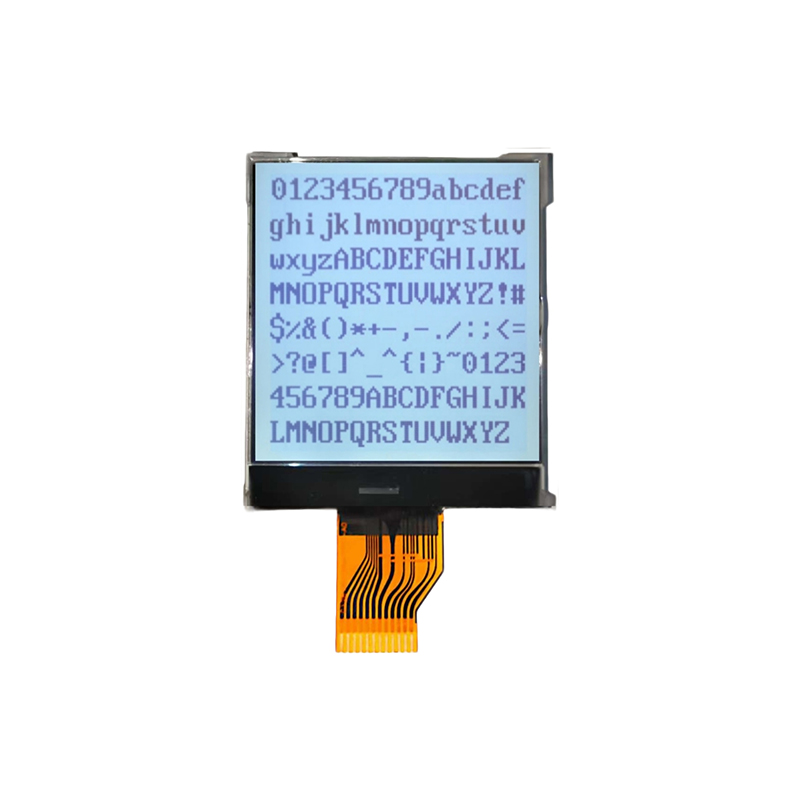 0123456789abcdef
ghijklmnopqrstuv
wxyzABCDEFGHIJKL
MNOPQRSTUVWXYZ!#
$%&()*+-,-./:;<=
>?@[]^_^{|}~0123
456789ABCDFGHIJK
LMNOPQRSTUVWXYZ